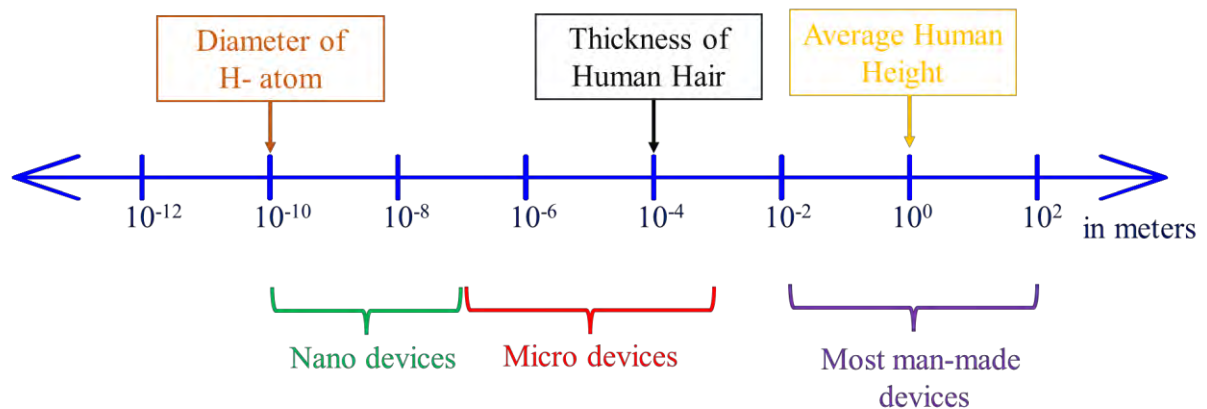 Diameter of
H- atom
Thickness of
Human Hair
Average Human
Height
10⁻¹²
10⁻¹⁰
10⁻⁸
10⁻⁶
10⁻⁴
10⁻²
10⁰
10²
in meters
Nano devices
Micro devices
Most man-made
devices